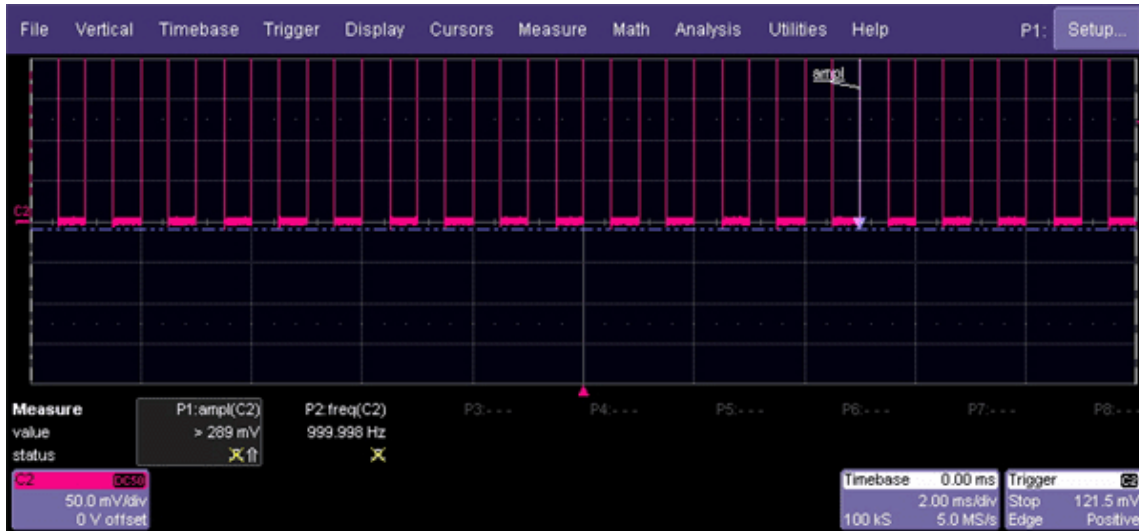 File Vertical Timebase Trigger Display Cursors Measure Math Analysis Utilities Help P1: Setup...
ampl
C2
Measure P1:ampl(C2) P2:freq(C2) P3:- - - P4:- - - P5:- - - P6:- - - P7:- - - P8:- - -
value > 289 mV 999.998 Hz
status
C2 DC50
50.0 mV/div
0 V offset
Timebase 0.00 ms
2.00 ms/div
100 kS 5.0 MS/s
Trigger C2
Stop 121.5 mV
Edge Positive